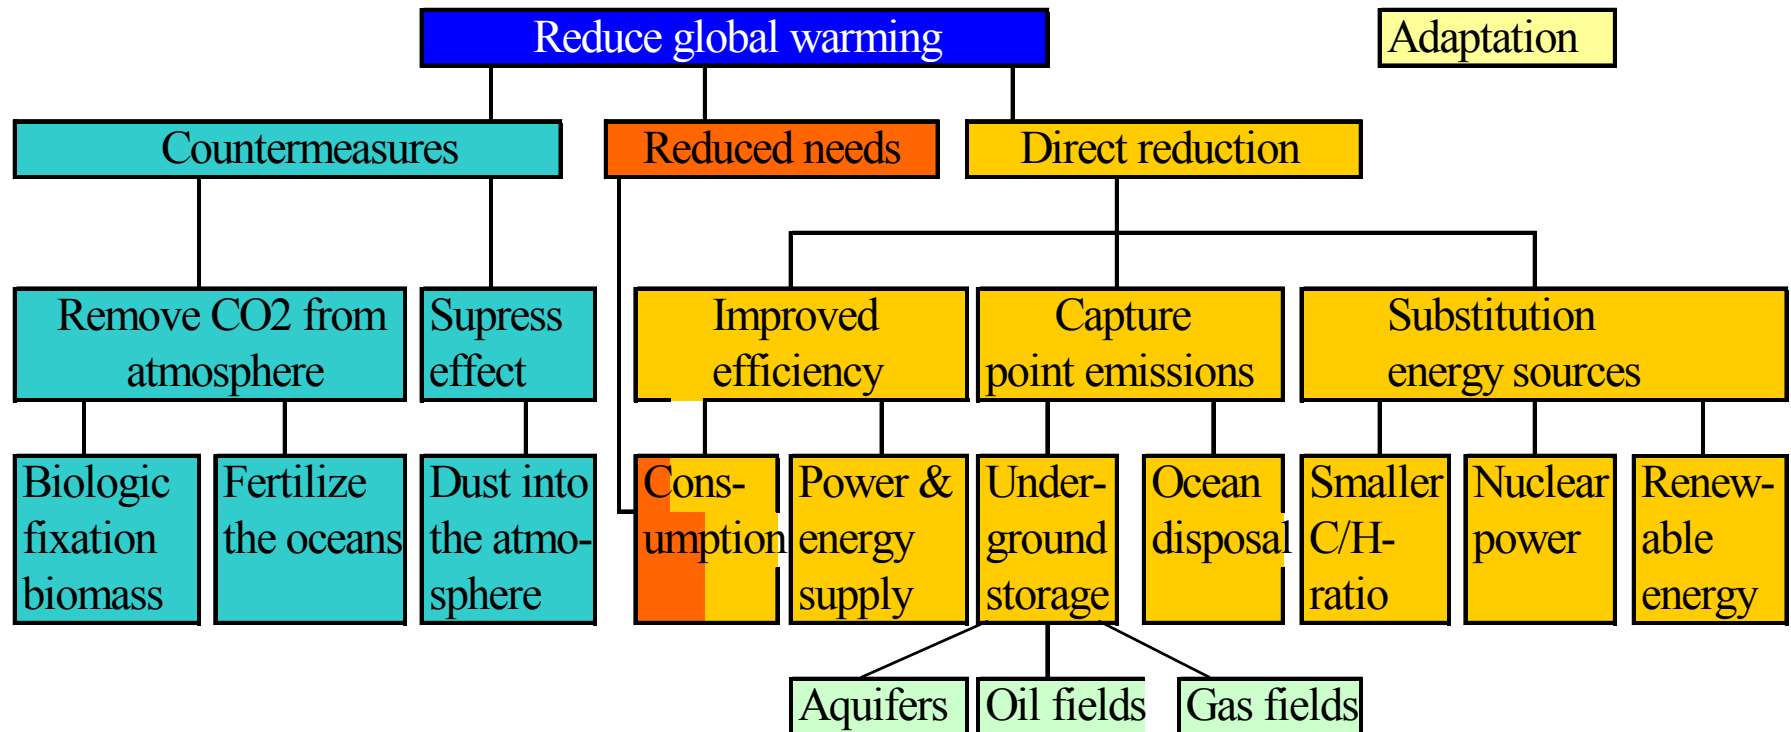 Reduce global warming
Adaptation
Countermeasures
Reduced needs
Direct reduction
Remove CO2 from
atmosphere
Supress
effect
Improved
efficiency
Capture
point emissions
Substitution
energy sources
Biologic
fixation
biomass
Fertilize
the oceans
Dust into
the atmo-
sphere
Cons-
umption
Power &
energy
supply
Under-
ground
storage
Ocean
disposal
Smaller
C/H-
ratio
Nuclear
power
Renew-
able
energy
Aquifers
Oil fields
Gas fields